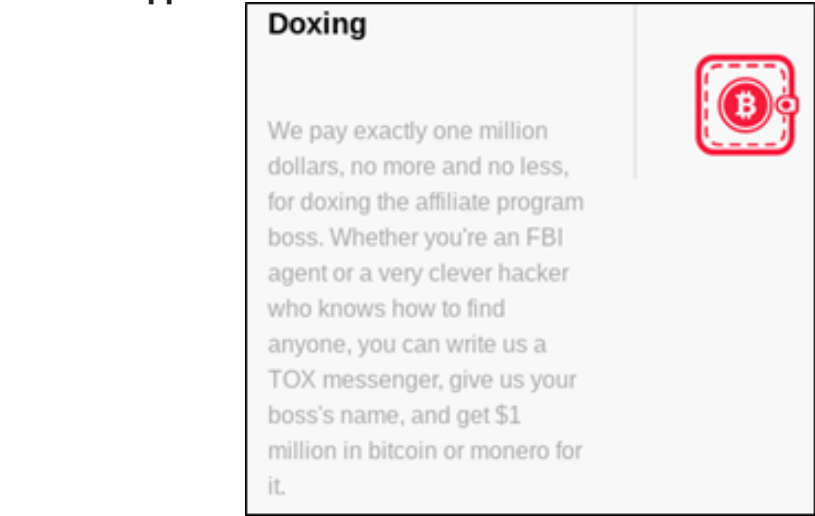 Doxing
We pay exactly one million
dollars, no more and no less,
for doxing the affiliate program
boss. Whether you're an FBI
agent or a very clever hacker
who knows how to find
anyone, you can write us a
TOX messenger, give us your
boss's name, and get $1
million in bitcoin or monero for
it.